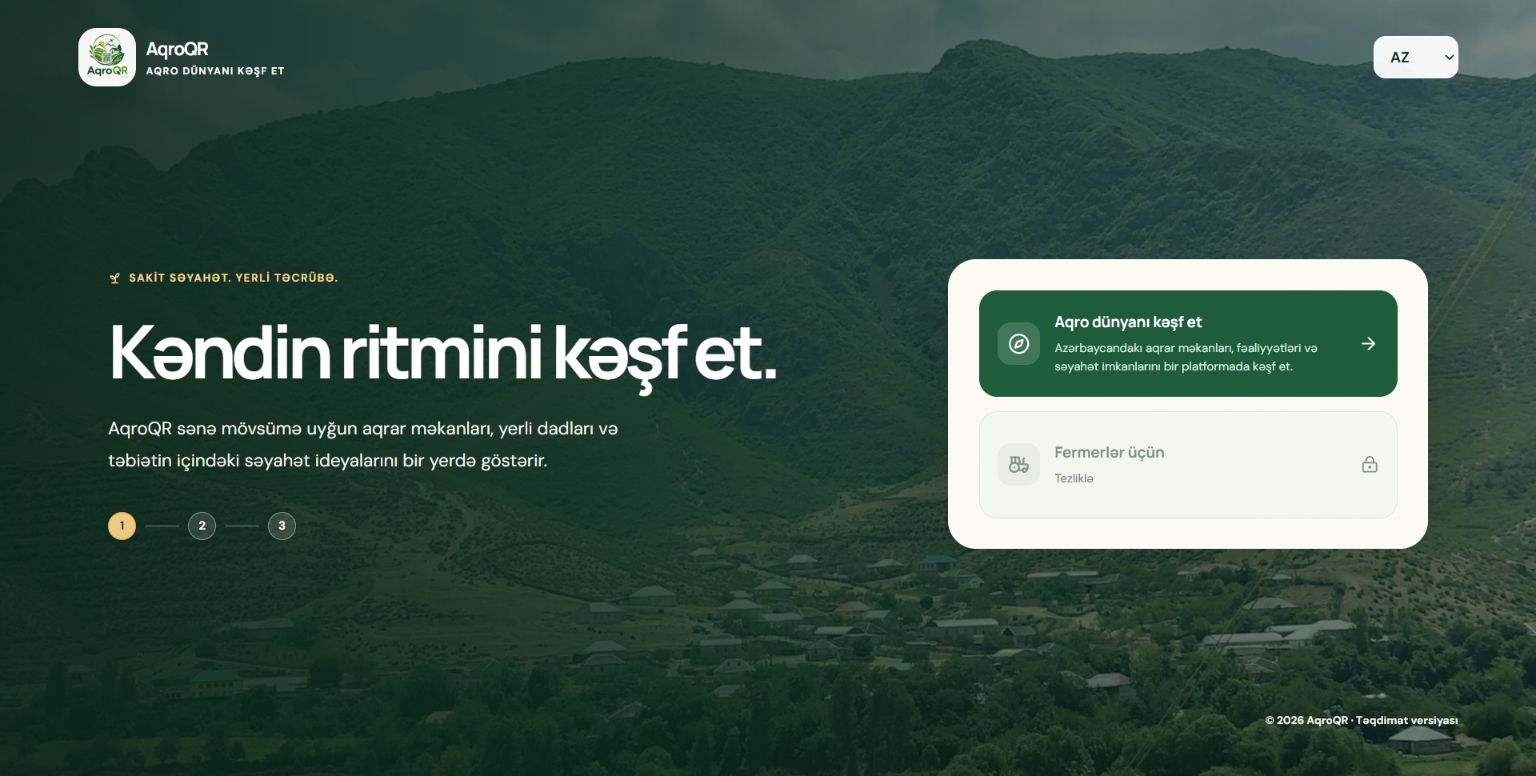 AqroQR
AqroQR
AQRO DÜNYANI KƏŞF ET
AZ
SAKİT SƏYAHƏT. YERLİ TƏCRÜBƏ.
Kəndin ritmini kəşf et.
AqroQR sənə mövsümə uyğun aqrar məkanları, yerli dadları və
təbiətin içindəki səyahət ideyalarını bir yerdə göstərir.
1
2
3
Aqro dünyanı kəşf et
Azərbaycandakı aqrar məkanları, fəaliyyətləri və
səyahət imkanlarını bir platformada kəşf et.
Fermerlər üçün
Tezliklə
© 2026 AqroQR · Təqdimat versiyası